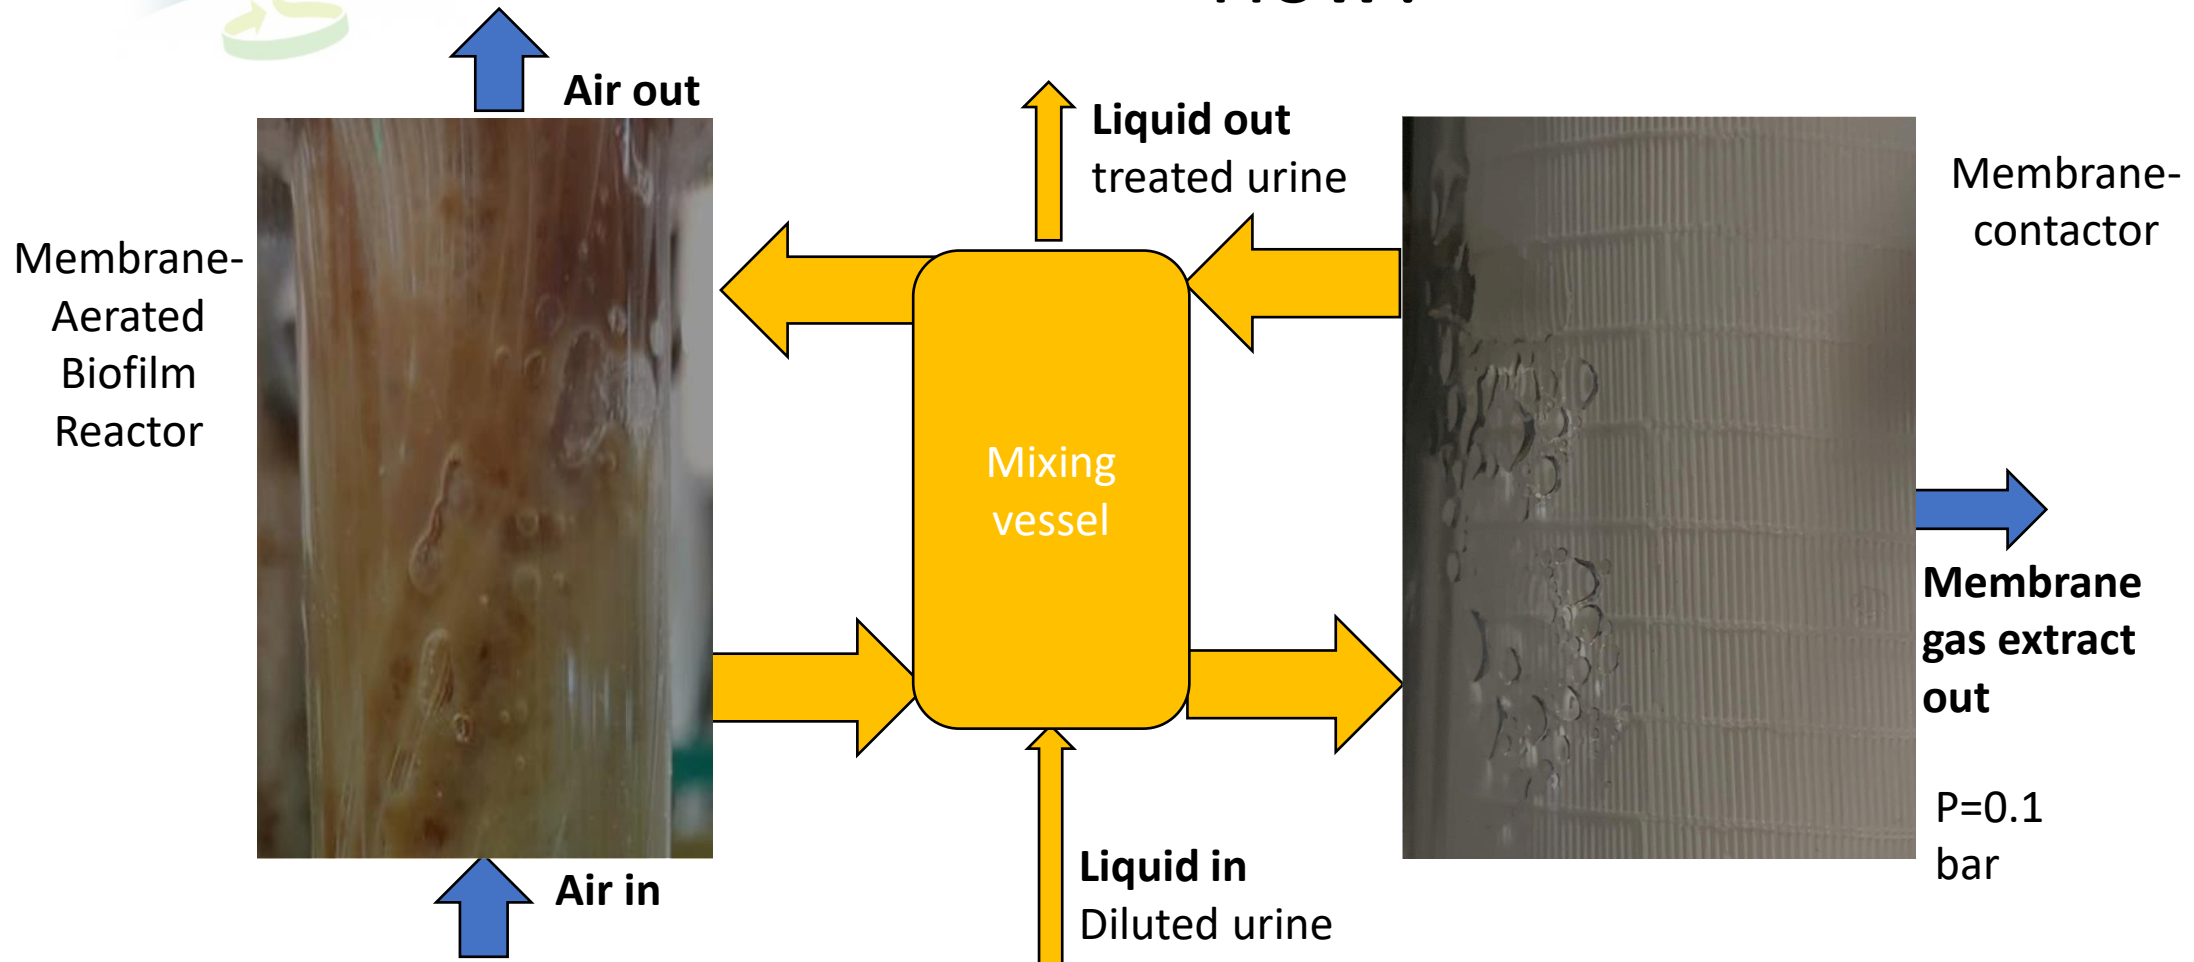 Air out
Liquid out
treated urine
Membrane-
contactor
Membrane-
Aerated
Biofilm
Reactor
Mixing
vessel
Membrane
gas extract
out
P=0.1
bar
Air in
Liquid in
Diluted urine